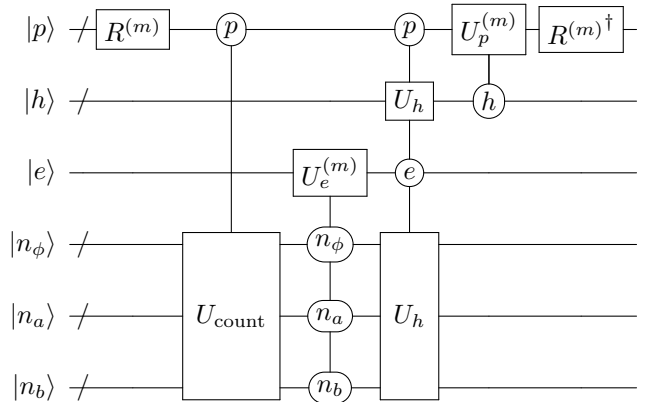 |p⟩ R^{(m)} p p U_p^{(m)} R^{(m)†}
|h⟩ U_h h
|e⟩ U_e^{(m)} e
|n_ϕ⟩ n_ϕ
|n_a⟩ U_count n_a U_h
|n_b⟩ n_b